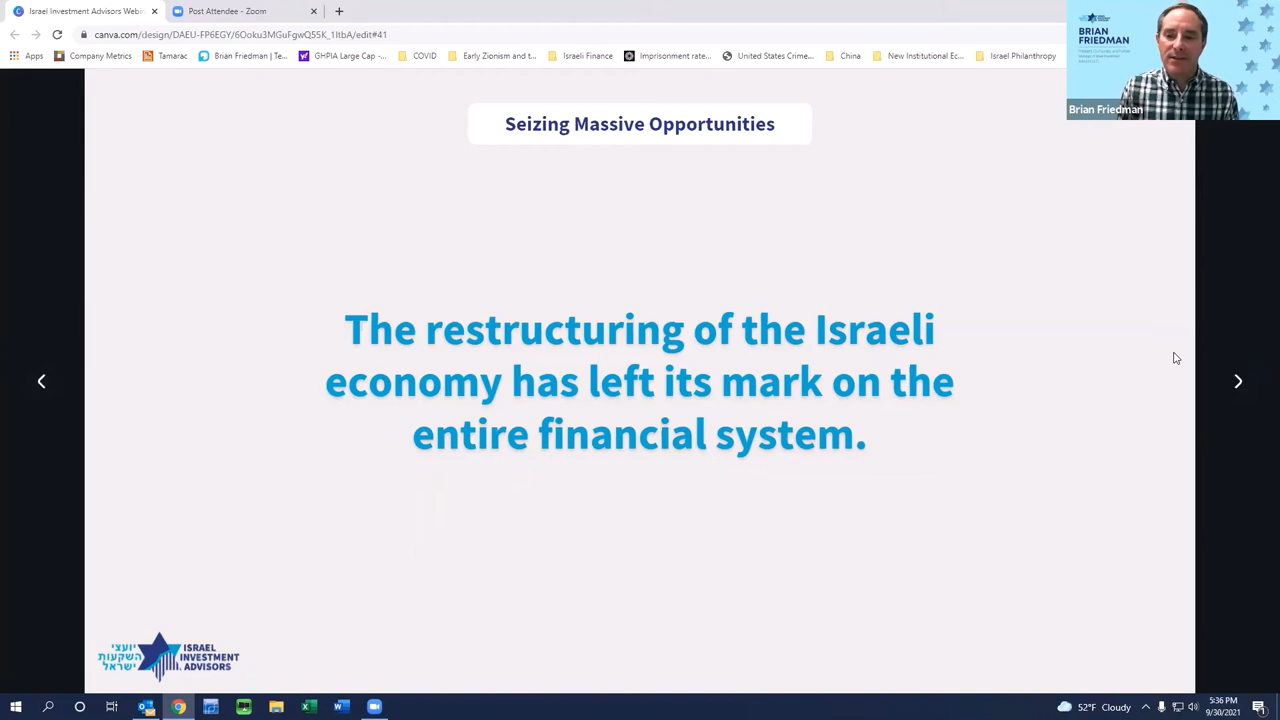 Israel Investment Advisors Webin
Post Attendee - Zoom
canva.com/design/DAEU-FP6EGY/6Ooku3MGuFgwQ55K_1ItbA/edit#41
Apps
Company Metrics
Tamarac
Brian Friedman | Te...
GHPIA Large Cap
COVID
Early Zionism and t...
Israeli Finance
Imprisonment rate...
United States Crime...
China
New Institutional Ec...
Israel Philanthropy
BRIAN
FRIEDMAN
Brian Friedman
Seizing Massive Opportunities
The restructuring of the Israeli
economy has left its mark on the
entire financial system.
יועצי
השקעות
ישראל
ISRAEL
INVESTMENT
ADVISORS
52°F Cloudy
5:36 PM
9/30/2021